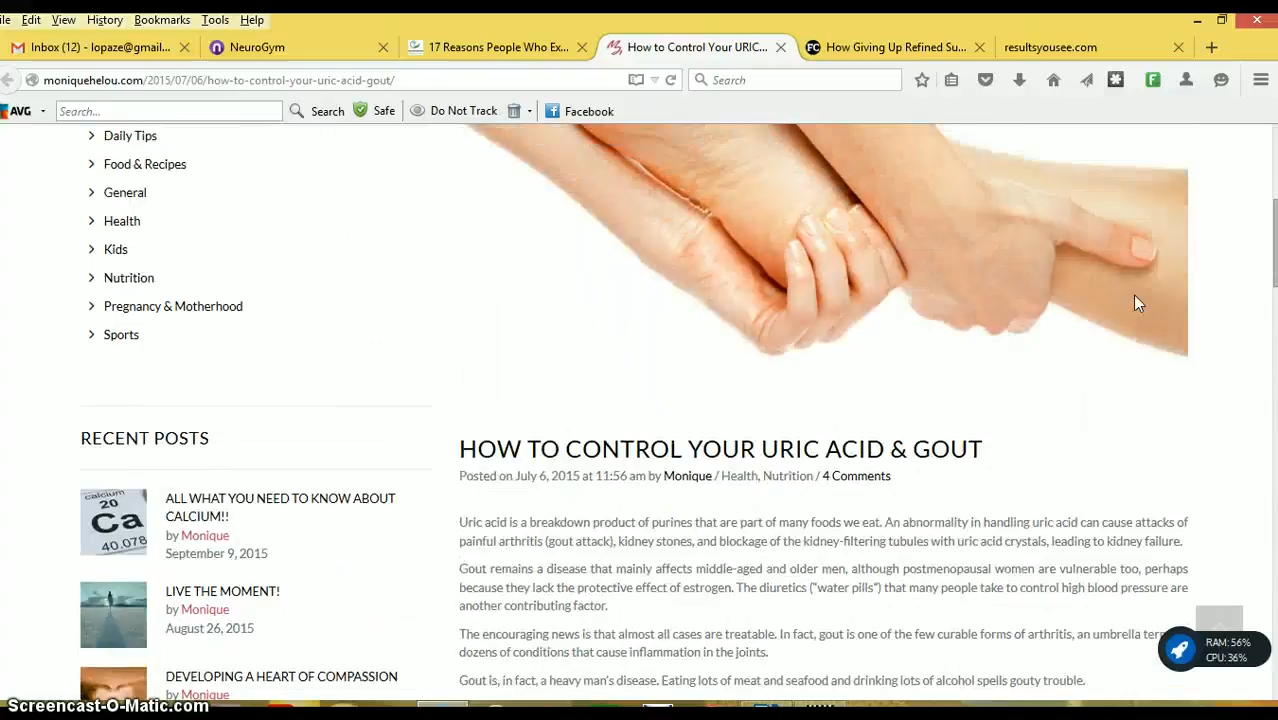 ile Edit View History Bookmarks Tools Help
Inbox (12) - lopaze@gmail...
NeuroGym
17 Reasons People Who Ex...
How to Control Your URIC...
FC How Giving Up Refined Su...
resultsyousee.com
moniquehelou.com/2015/07/06/how-to-control-your-uric-acid-gout/
Search
AVG Search... Search Safe Do Not Track Facebook
Daily Tips
Food & Recipes
General
Health
Kids
Nutrition
Pregnancy & Motherhood
Sports
RECENT POSTS
calcium
20
Ca
40.078
ALL WHAT YOU NEED TO KNOW ABOUT
CALCIUM!!
by Monique
September 9, 2015
LIVE THE MOMENT!
by Monique
August 26, 2015
DEVELOPING A HEART OF COMPASSION
by Monique
HOW TO CONTROL YOUR URIC ACID & GOUT
Posted on July 6, 2015 at 11:56 am by Monique / Health, Nutrition / 4 Comments
Uric acid is a breakdown product of purines that are part of many foods we eat. An abnormality in handling uric acid can cause attacks of
painful arthritis (gout attack), kidney stones, and blockage of the kidney-filtering tubules with uric acid crystals, leading to kidney failure.
Gout remains a disease that mainly affects middle-aged and older men, although postmenopausal women are vulnerable too, perhaps
because they lack the protective effect of estrogen. The diuretics ("water pills") that many people take to control high blood pressure are
another contributing factor.
The encouraging news is that almost all cases are treatable. In fact, gout is one of the few curable forms of arthritis, an umbrella ter
dozens of conditions that cause inflammation in the joints.
Gout is, in fact, a heavy man's disease. Eating lots of meat and seafood and drinking lots of alcohol spells gouty trouble.
RAM: 56%
CPU: 36%
Screencast-O-Matic.com